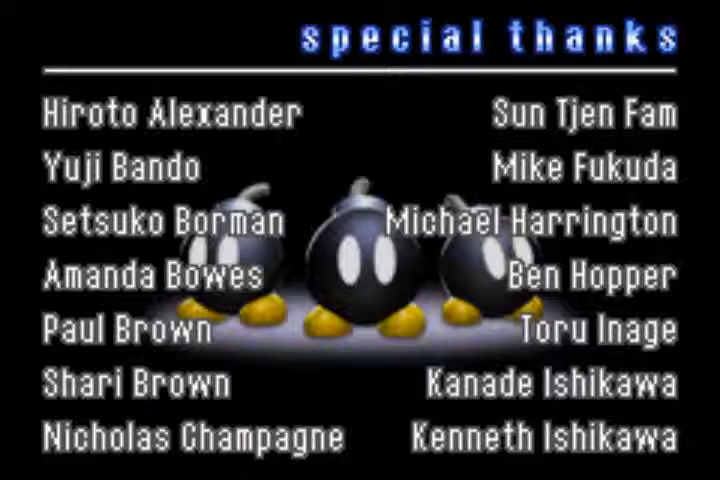 special thanks
Hiroto Alexander Sun Tjen Fam
Yuji Bando Mike Fukuda
Setsuko Borman Michael Harrington
Amanda Bowes Ben Hopper
Paul Brown Toru Inage
Shari Brown Kanade Ishikawa
Nicholas Champagne Kenneth Ishikawa